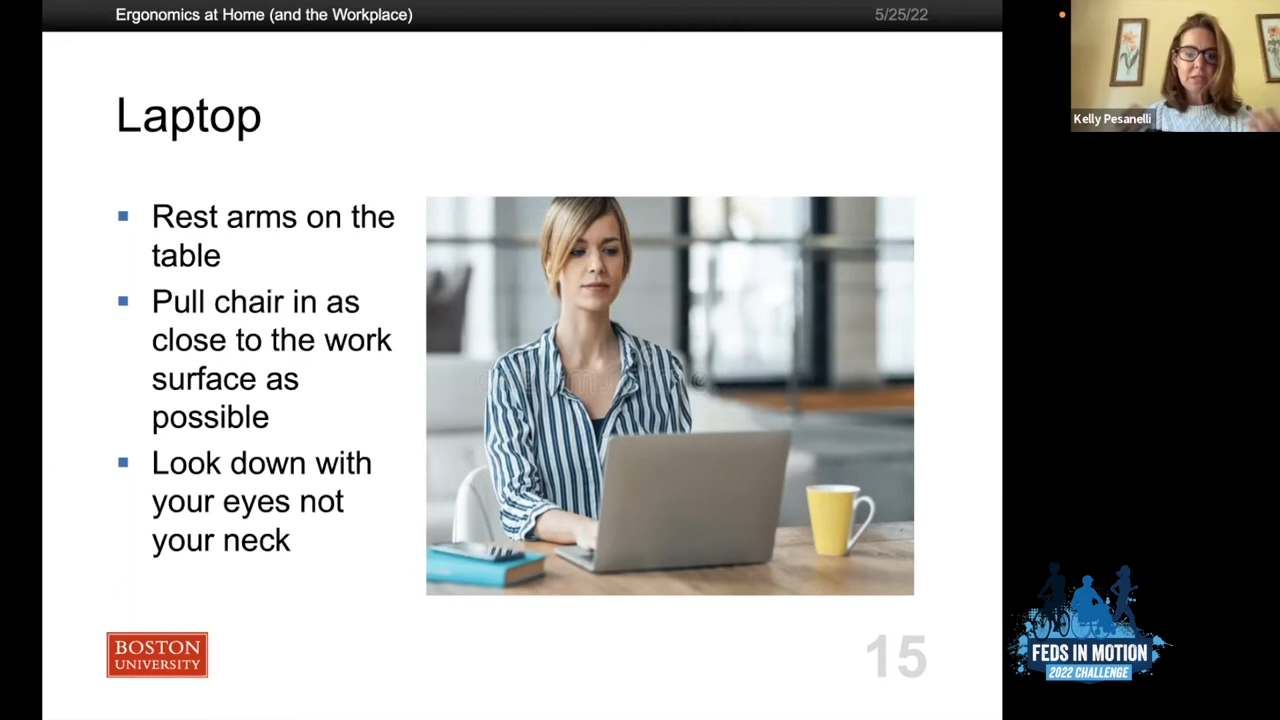 Ergonomics at Home (and the Workplace)
5/25/22
Kelly Pesanelli
Laptop
Rest arms on the
table
Pull chair in as
close to the work
surface as
possible
Look down with
your eyes not
your neck
BOSTON
UNIVERSITY
15
FEDS IN MOTION
2022 CHALLENGE